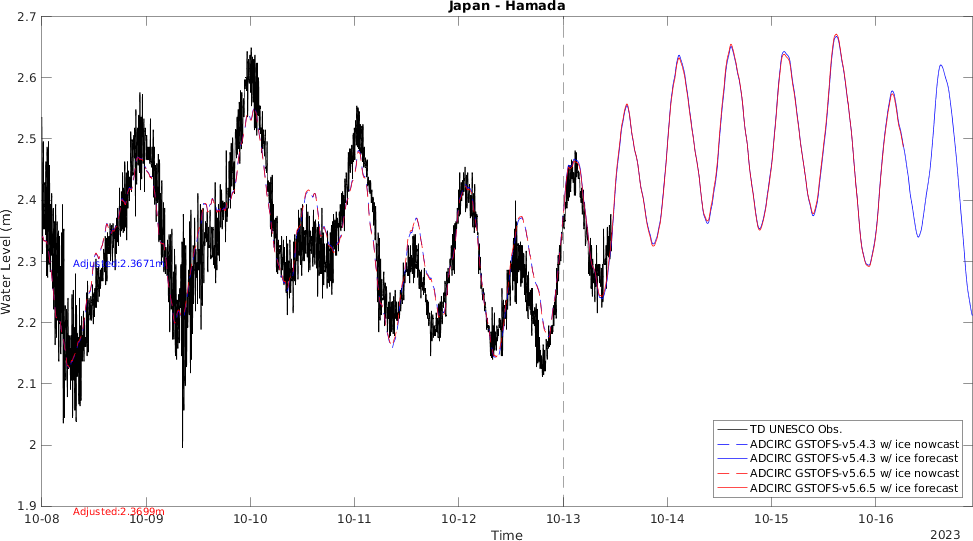 Japan - Hamada
2.7
2.6
2.5
2.4
2.3
2.2
2.1
2
1.9
Water Level (m)
Adjusted:2.3671m
Adjusted:2.3699m
TD UNESCO Obs.
ADCIRC GSTOFS-v5.4.3 w/ ice nowcast
ADCIRC GSTOFS-v5.4.3 w/ ice forecast
ADCIRC GSTOFS-v5.6.5 w/ ice nowcast
ADCIRC GSTOFS-v5.6.5 w/ ice forecast
10-08 10-09 10-10 10-11 10-12 10-13 10-14 10-15 10-16
Time
2023